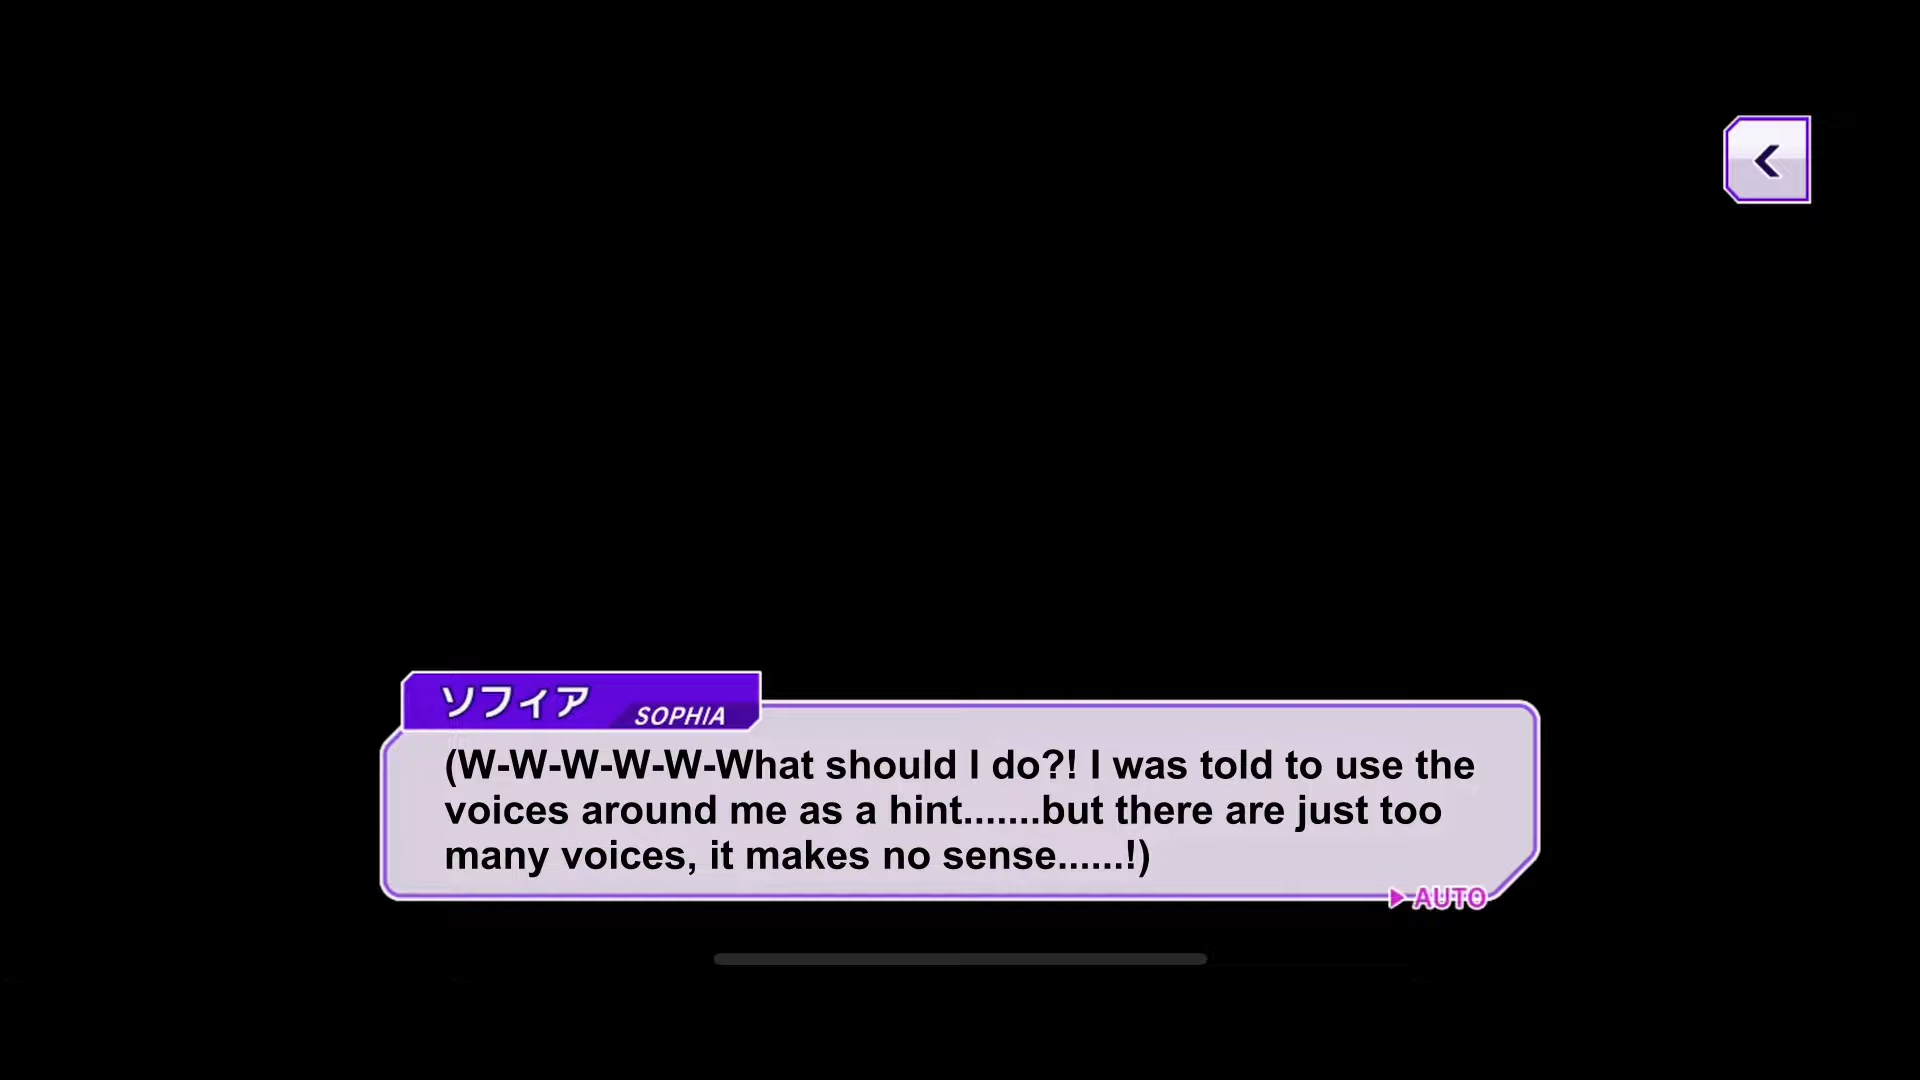 ソフィア SOPHIA
(W-W-W-W-W-What should I do?! I was told to use the
voices around me as a hint.......but there are just too
many voices, it makes no sense......!)
AUTO